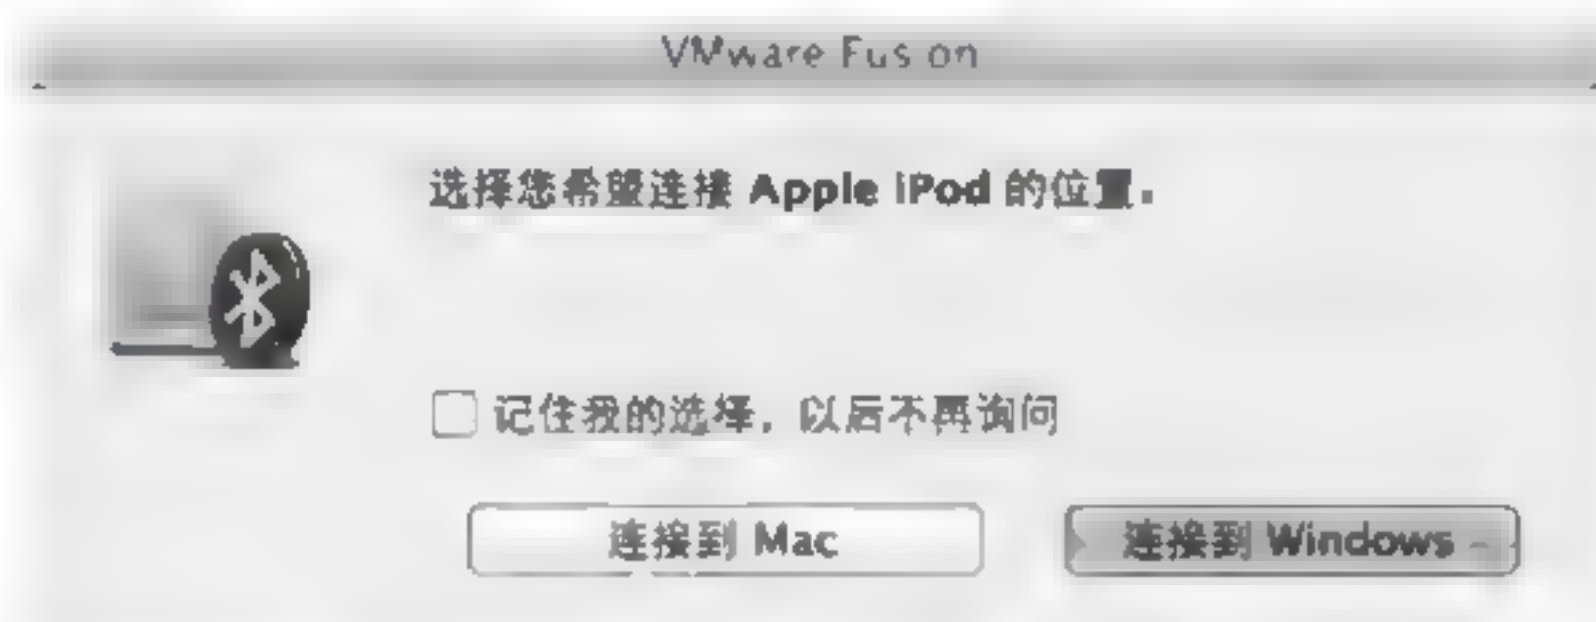 VMware Fusion
选择您希望连接 Apple iPod 的位置。
记住我的选择，以后不再询问
连接到 Mac
连接到 Windows